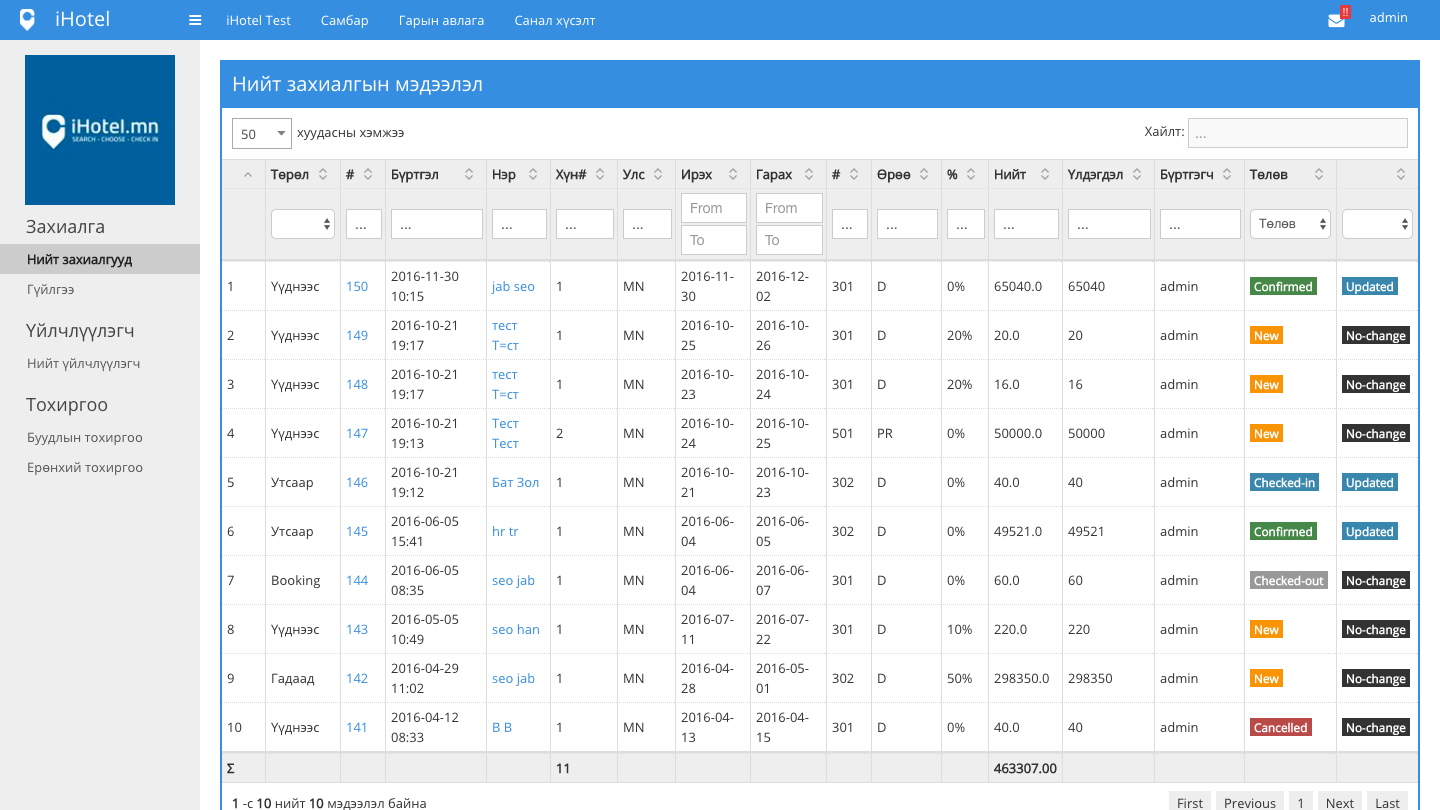 iHotel iHotel Test Самбар Гарын авлага Санал хүсэлт !! admin
iHotel.mn
SEARCH - CHOOSE - CHECK IN
Захиалга
Нийт захиалгууд
Гүйлгээ
Үйлчлүүлэгч
Нийт үйлчлүүлэгч
Тохиргоо
Буудлын тохиргоо
Ерөнхий тохиргоо
Нийт захиалгын мэдээлэл
50 хуудасны хэмжээ Хайлт: ...
Төрөл # Бүртгэл Нэр Хүн# Улс Ирэх Гарах # Өрөө % Нийт Үлдэгдэл Бүртгэгч Төлөв
... ... ... ... ... From From ... ... ... ... ... ... Төлөв
To To
1 Үүднээс 150 2016-11-30 10:15 jab seo 1 MN 2016-11-30 2016-12-02 301 D 0% 65040.0 65040 admin Confirmed Updated
2 Үүднээс 149 2016-10-21 19:17 тест Т=ст 1 MN 2016-10-25 2016-10-26 301 D 20% 20.0 20 admin New No-change
3 Үүднээс 148 2016-10-21 19:17 тест Т=ст 1 MN 2016-10-23 2016-10-24 301 D 20% 16.0 16 admin New No-change
4 Үүднээс 147 2016-10-21 19:13 Тест Тест 2 MN 2016-10-24 2016-10-25 501 PR 0% 50000.0 50000 admin New No-change
5 Утсаар 146 2016-10-21 19:12 Бат Зол 1 MN 2016-10-21 2016-10-23 302 D 0% 40.0 40 admin Checked-in Updated
6 Утсаар 145 2016-06-05 15:41 hr tr 1 MN 2016-06-04 2016-06-05 302 D 0% 49521.0 49521 admin Confirmed Updated
7 Booking 144 2016-06-05 08:35 seo jab 1 MN 2016-06-04 2016-06-07 301 D 0% 60.0 60 admin Checked-out No-change
8 Үүднээс 143 2016-05-05 10:49 seo han 1 MN 2016-07-11 2016-07-22 301 D 10% 220.0 220 admin New No-change
9 Гадаад 142 2016-04-29 11:02 seo jab 1 MN 2016-04-28 2016-05-01 302 D 50% 298350.0 298350 admin New No-change
10 Үүднээс 141 2016-04-12 08:33 В В 1 MN 2016-04-13 2016-04-15 301 D 0% 40.0 40 admin Cancelled No-change
Σ 11 463307.00
1 -с 10 нийт 10 мэдээлэл байна First Previous 1 Next Last